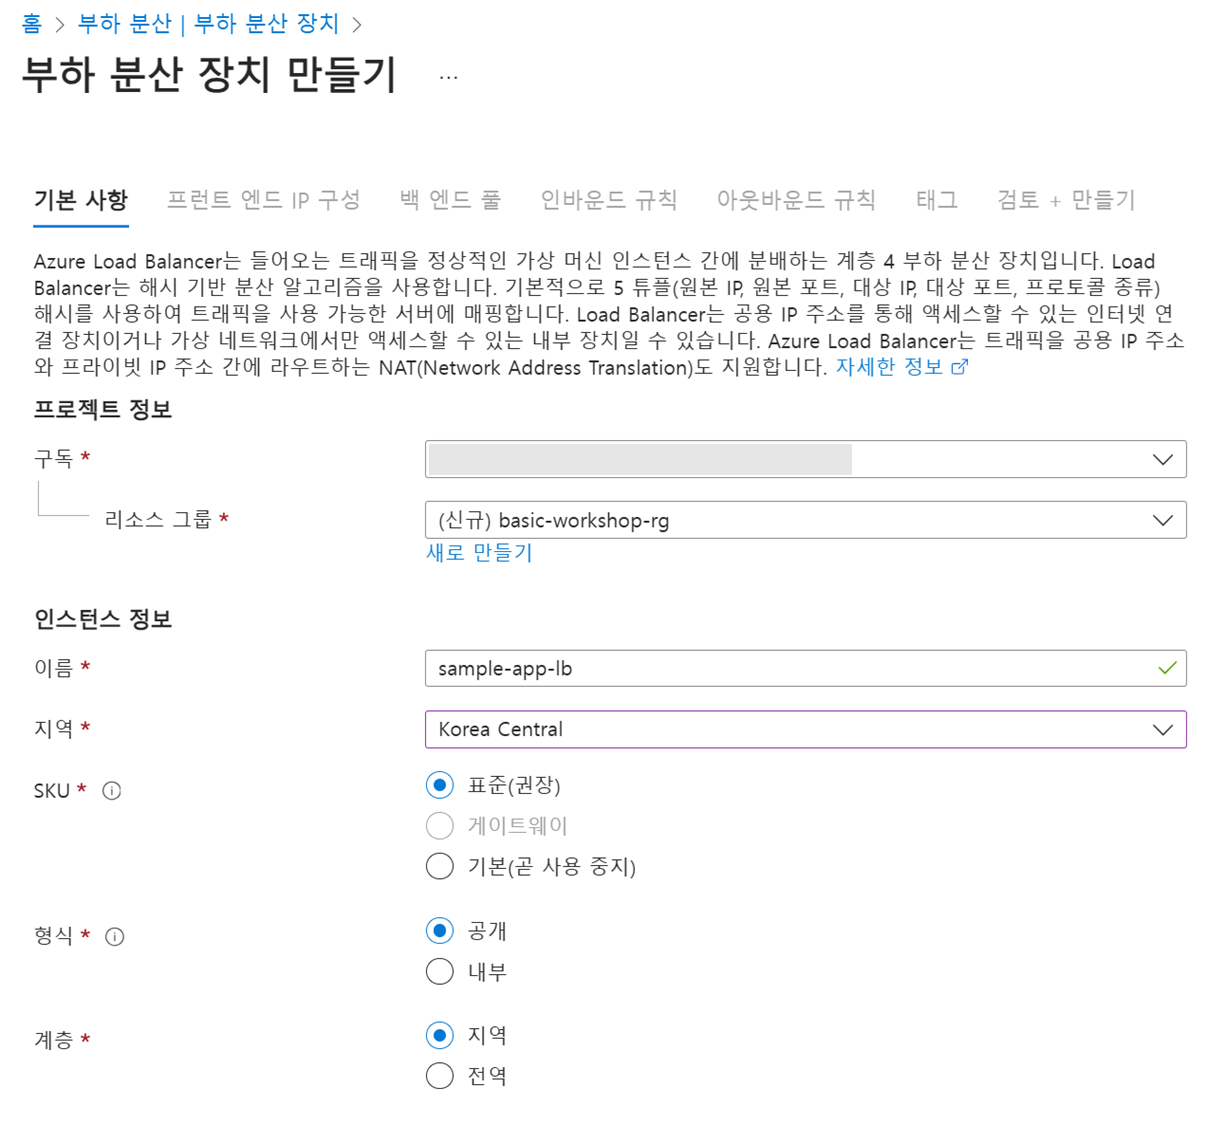 홈 > 부하 분산 | 부하 분산 장치 >
부하 분산 장치 만들기 ...
기본 사항 프런트 엔드 IP 구성 백 엔드 풀 인바운드 규칙 아웃바운드 규칙 태그 검토 + 만들기
Azure Load Balancer는 들어오는 트래픽을 정상적인 가상 머신 인스턴스 간에 분배하는 계층 4 부하 분산 장치입니다. Load
Balancer는 해시 기반 분산 알고리즘을 사용합니다. 기본적으로 5 튜플(원본 IP, 원본 포트, 대상 IP, 대상 포트, 프로토콜 종류)
해시를 사용하여 트래픽을 사용 가능한 서버에 매핑합니다. Load Balancer는 공용 IP 주소를 통해 액세스할 수 있는 인터넷 연
결 장치이거나 가상 네트워크에서만 액세스할 수 있는 내부 장치일 수 있습니다. Azure Load Balancer는 트래픽을 공용 IP 주소
와 프라이빗 IP 주소 간에 라우트하는 NAT(Network Address Translation)도 지원합니다. 자세한 정보
프로젝트 정보
구독 *
리소스 그룹 * (신규) basic-workshop-rg
새로 만들기
인스턴스 정보
이름 * sample-app-lb
지역 * Korea Central
SKU * 표준(권장)
게이트웨이
기본(곧 사용 중지)
형식 * 공개
내부
계층 * 지역
전역